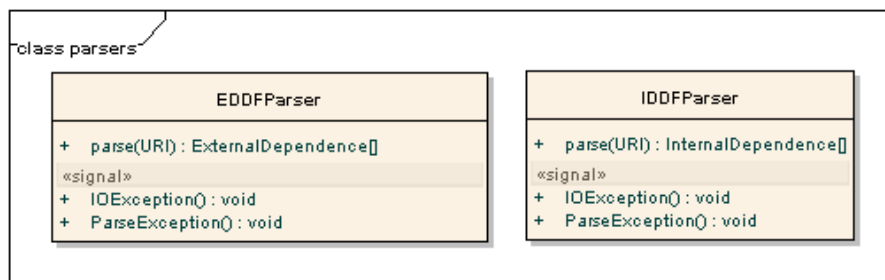 class parsers
EDDFParser
+ parse(URI) : ExternalDependence[]
«signal»
+ IOException() : void
+ ParseException() : void
IDDFParser
+ parse(URI) : InternalDependence[]
«signal»
+ IOException() : void
+ ParseException() : void